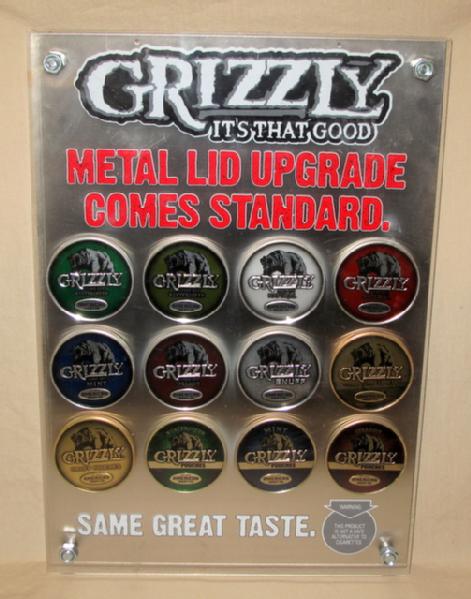 GRIZZLY
IT'S THAT GOOD
METAL LID UPGRADE
COMES STANDARD.
GRIZZLY GRIZZLY GRIZZLY GRIZZLY
GRIZZLY GRIZZLY GRIZZLY GRIZZLY
MINT SNUFF
GRIZZLY GRIZZLY GRIZZLY GRIZZLY
POUCHES POUCHES POUCHES
SAME GREAT TASTE.
WARNING:
THIS PRODUCT
IS NOT A SAFE
ALTERNATIVE TO
CIGARETTES